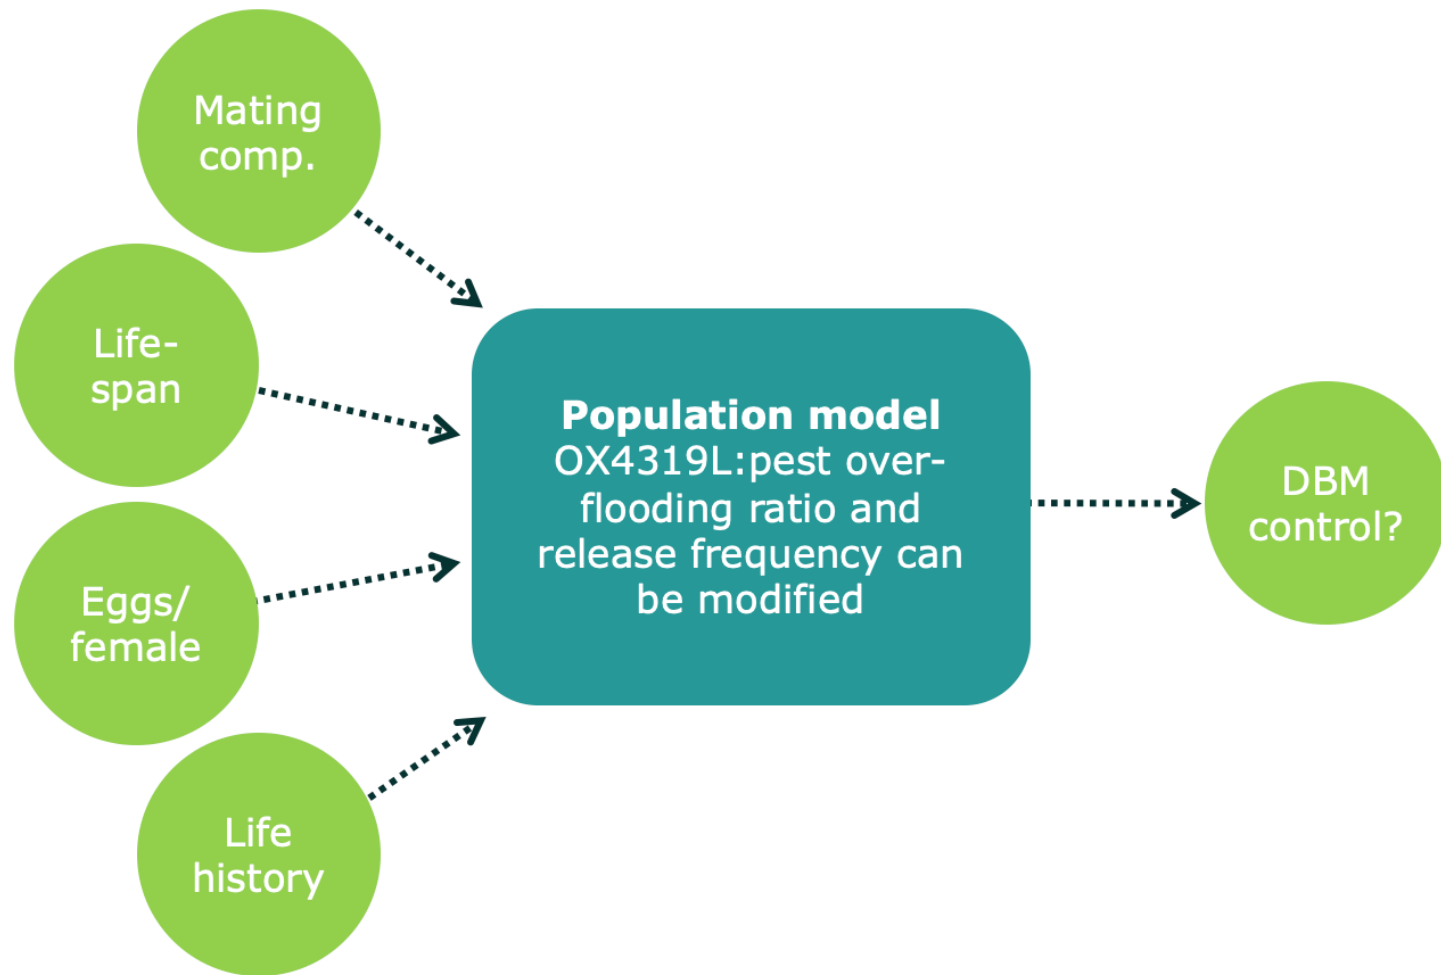 Mating
comp.
Life-
span
Eggs/
female
Life
history
Population model
OX4319L:pest over-
flooding ratio and
release frequency can
be modified
DBM
control?